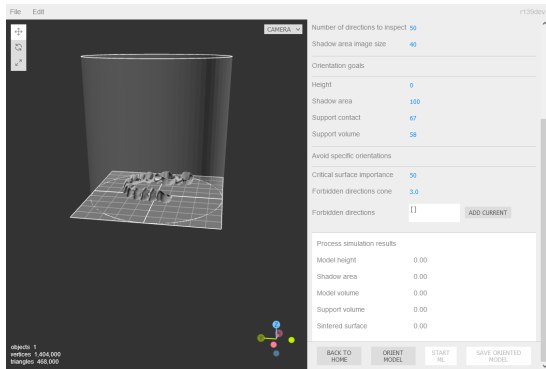 File Edit r139dev
CAMERA
Number of directions to inspect 50
Shadow area image size 40
Orientation goals
Height 0
Shadow area 100
Support contact 67
Support volume 58
Avoid specific orientations
Critical surface importance 50
Forbidden directions cone 3.0
Forbidden directions [] ADD CURRENT
Process simulation results
Model height 0.00
Shadow area 0.00
Model volume 0.00
Support volume 0.00
Sintered surface 0.00
Z
objects 1
vertices 1,404,000
triangles 468,000
BACK TO HOME ORIENT MODEL START ML SAVE ORIENTED MODEL